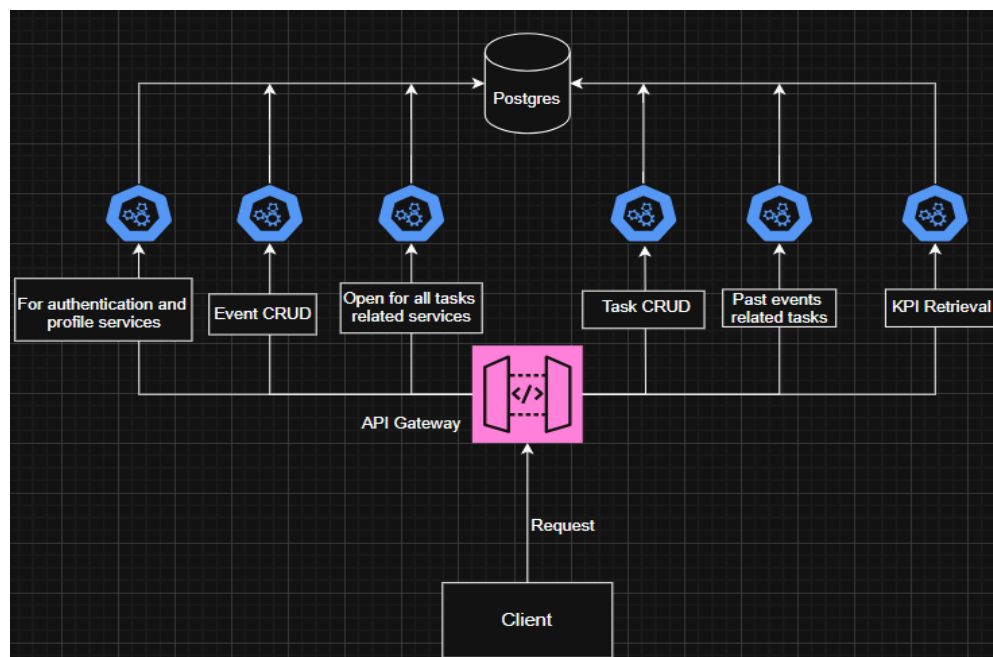 Postgres
For authentication and
profile services
Event CRUD
Open for all tasks
related services
Task CRUD
Past events
related tasks
KPI Retrieval
</>
API Gateway
Request
Client